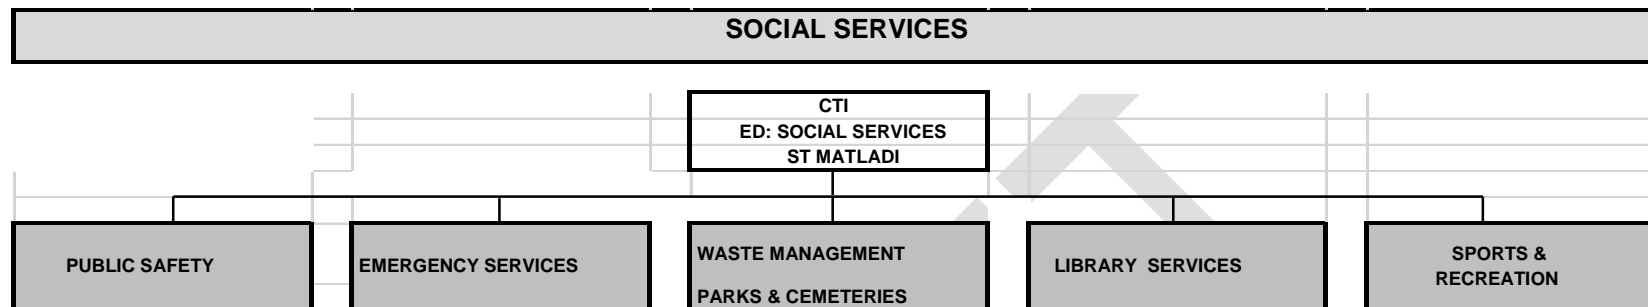 SOCIAL SERVICES
CTI
ED: SOCIAL SERVICES
ST MATLADI
PUBLIC SAFETY
EMERGENCY SERVICES
WASTE MANAGEMENT
PARKS & CEMETERIES
LIBRARY SERVICES
SPORTS &
RECREATION